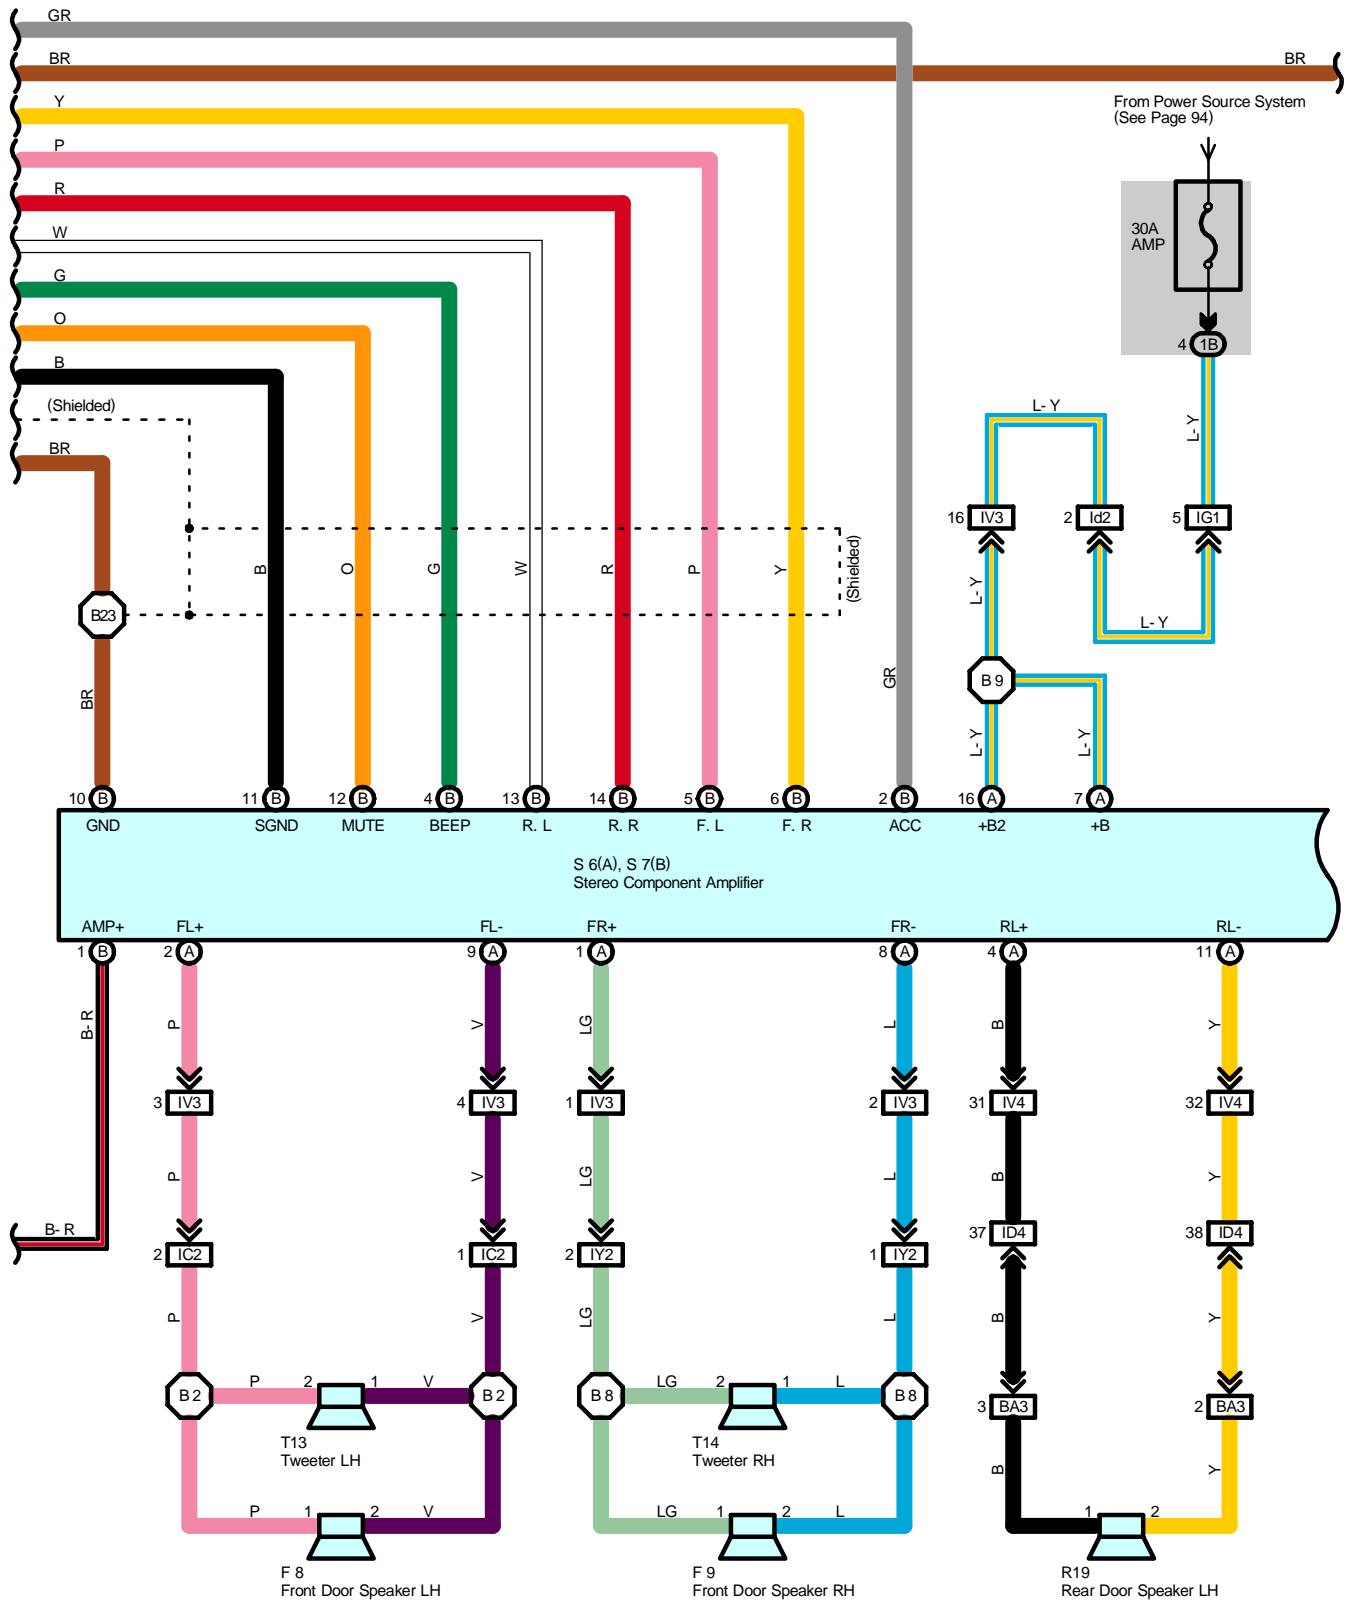 GR
BR BR
From Power Source System
(See Page 94)
Y
P
R
30A
AMP
W
G
O
4 1B
B
(Shielded)
L- Y
L- Y
BR
16 IV3 2 Id2 5 IG1
B O G W R P Y (Shielded)
L- Y
L- Y
B23
B 9
BR GR L- Y L- Y
10 B 11 B 12 B 4 B 13 B 14 B 5 B 6 B 2 B 16 A 7 A
GND SGND MUTE BEEP R. L R. R F. L F. R ACC +B2 +B
S 6(A), S 7(B)
Stereo Component Amplifier
AMP+ FL+ FL- FR+ FR- RL+ RL-
1 B 2 A 9 A 1 A 8 A 4 A 11 A
B- R P V LG L B Y
3 IV3 4 IV3 1 IV3 2 IV3 31 IV4 32 IV4
P V LG L B Y
B- R
37 ID4 38 ID4
2 IC2 1 IC2 2 IY2 1 IY2
P V LG L B Y
B 2 P 2 1 V B 2 B 8 LG 2 1 L B 8
3 BA3 2 BA3
T13
Tweeter LH
T14
Tweeter RH
B Y
P 1 2 V LG 1 2 L 1 2
F 8
Front Door Speaker LH
F 9
Front Door Speaker RH
R19
Rear Door Speaker LH